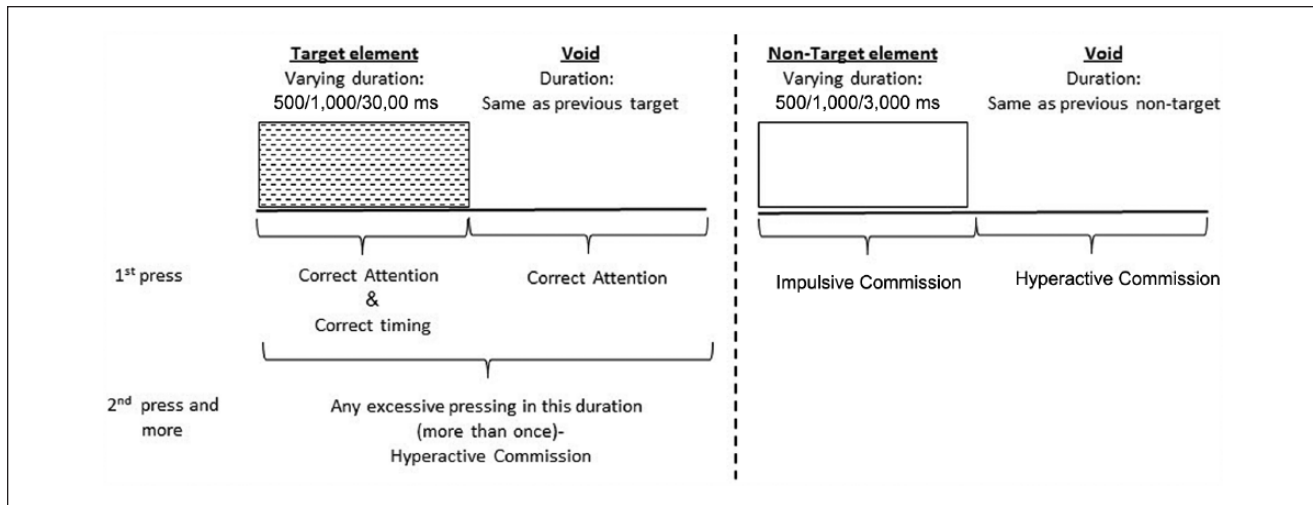 Target element
Varying duration:
500/1,000/30,00 ms
Void
Duration:
Same as previous target
Non-Target element
Varying duration:
500/1,000/3,000 ms
Void
Duration:
Same as previous non-target
1st press
Correct Attention
&
Correct timing
Correct Attention
Impulsive Commission
Hyperactive Commission
2nd press and
more
Any excessive pressing in this duration
(more than once)-
Hyperactive Commission